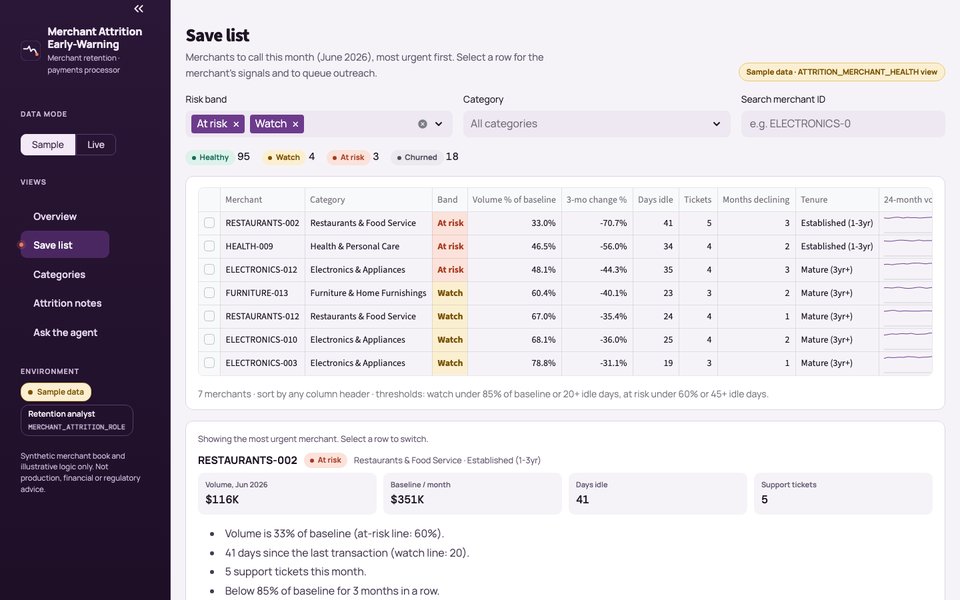 Merchant Attrition
Early-Warning
Merchant retention ·
payments processor
DATA MODE
Sample
Live
VIEWS
Overview
Save list
Categories
Attrition notes
Ask the agent
ENVIRONMENT
Sample data
Retention analyst
MERCHANT_ATTRITION_ROLE
Synthetic merchant book and
illustrative logic only. Not
production, financial or regulatory
advice.
Save list
Merchants to call this month (June 2026), most urgent first. Select a row for the
merchant's signals and to queue outreach.
Sample data · ATTRITION_MERCHANT_HEALTH view
Risk band
Category
Search merchant ID
At risk × Watch ×
All categories
e.g. ELECTRONICS-0
Healthy 95 Watch 4 At risk 3 Churned 18
Merchant Category Band Volume % of baseline 3-mo change % Days idle Tickets Months declining Tenure 24-month vo
RESTAURANTS-002 Restaurants & Food Service At risk 33.0% -70.7% 41 5 3 Established (1-3yr)
HEALTH-009 Health & Personal Care At risk 46.5% -56.0% 34 4 2 Established (1-3yr)
ELECTRONICS-012 Electronics & Appliances At risk 48.1% -44.3% 35 4 3 Mature (3yr+)
FURNITURE-013 Furniture & Home Furnishings Watch 60.4% -40.1% 23 3 2 Mature (3yr+)
RESTAURANTS-012 Restaurants & Food Service Watch 67.0% -35.4% 24 4 1 Mature (3yr+)
ELECTRONICS-010 Electronics & Appliances Watch 68.1% -36.0% 25 4 2 Mature (3yr+)
ELECTRONICS-003 Electronics & Appliances Watch 78.8% -31.1% 19 3 1 Mature (3yr+)
7 merchants · sort by any column header · thresholds: watch under 85% of baseline or 20+ idle days, at risk under 60% or 45+ idle days.
Showing the most urgent merchant. Select a row to switch.
RESTAURANTS-002 At risk Restaurants & Food Service · Established (1-3yr)
Volume, Jun 2026
$116K
Baseline / month
$351K
Days idle
41
Support tickets
5
Volume is 33% of baseline (at-risk line: 60%).
41 days since the last transaction (watch line: 20).
5 support tickets this month.
Below 85% of baseline for 3 months in a row.